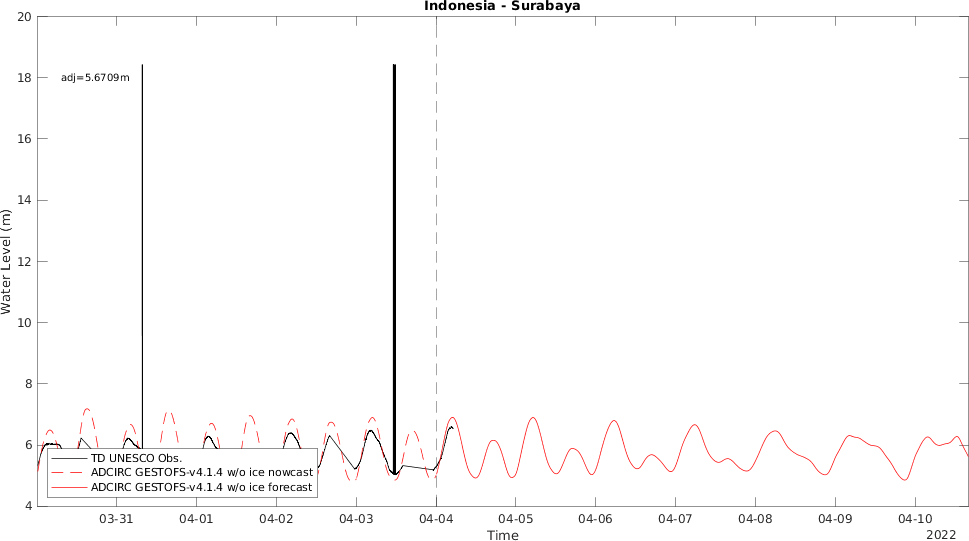 Indonesia - Surabaya
20
18
16
14
12
10
8
6
4
Water Level (m)
adj=5.6709m
TD UNESCO Obs.
ADCIRC GESTOFS-v4.1.4 w/o ice nowcast
ADCIRC GESTOFS-v4.1.4 w/o ice forecast
03-31 04-01 04-02 04-03 04-04 04-05 04-06 04-07 04-08 04-09 04-10
Time
2022